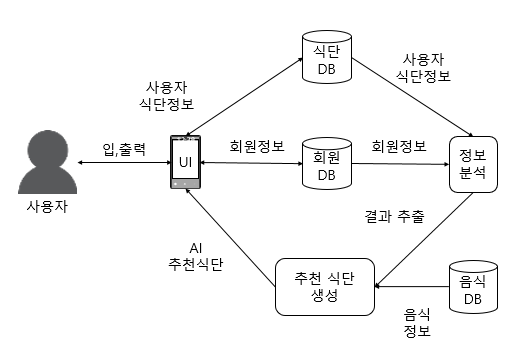 식단
DB
사용자
식단정보
사용자
식단정보
입,출력
UI
회원정보
회원
DB
회원정보
정보
분석
사용자
결과 추출
AI
추천식단
추천 식단
생성
음식
DB
음식
정보